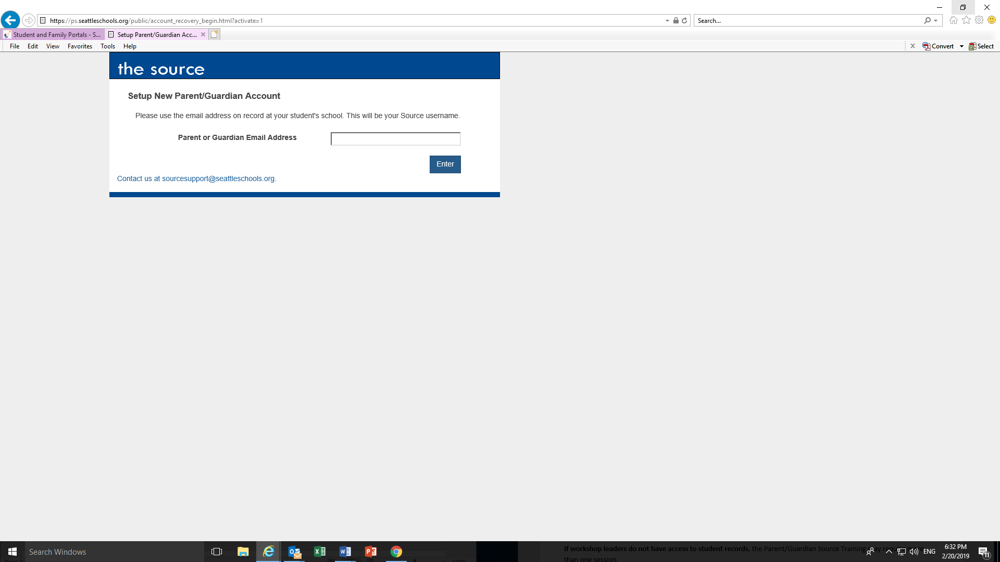 https://ps.seattleschools.org/public/account_recovery_begin.html?activate=1
Search...
Student and Family Portals - S...
Setup Parent/Guardian Acc...
File Edit View Favorites Tools Help
Convert
Select
the source
Setup New Parent/Guardian Account
Please use the email address on record at your student's school. This will be your Source username.
Parent or Guardian Email Address
Enter
Contact us at sourcesupport@seattleschools.org.
Search Windows
If workshop leaders do not have access to student records, the Parent/Guardian Source Training
than one session.
ENG
6:32 PM
2/20/2019
11